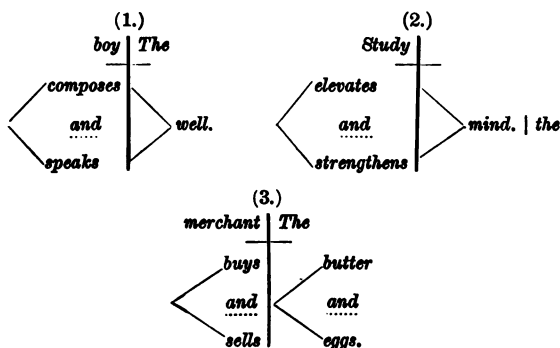 (1.) (2.)
boy | The Study
composes elevates
and well. and mind. | the
speaks strengthens
(3.)
merchant | The
buys butter
and and
sells eggs.